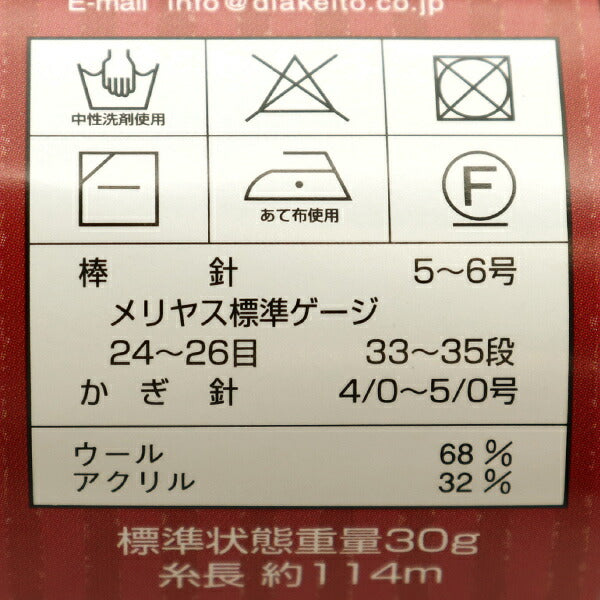 E-mail info@diakeito.co.jp
中性洗剤使用
あて布使用
F
棒 針 5～6号
メリヤス標準ゲージ
24～26目 33～35段
かぎ針 4/0～5/0号
ウール 68%
アクリル 32%
標準状態重量30g
糸長 約114m